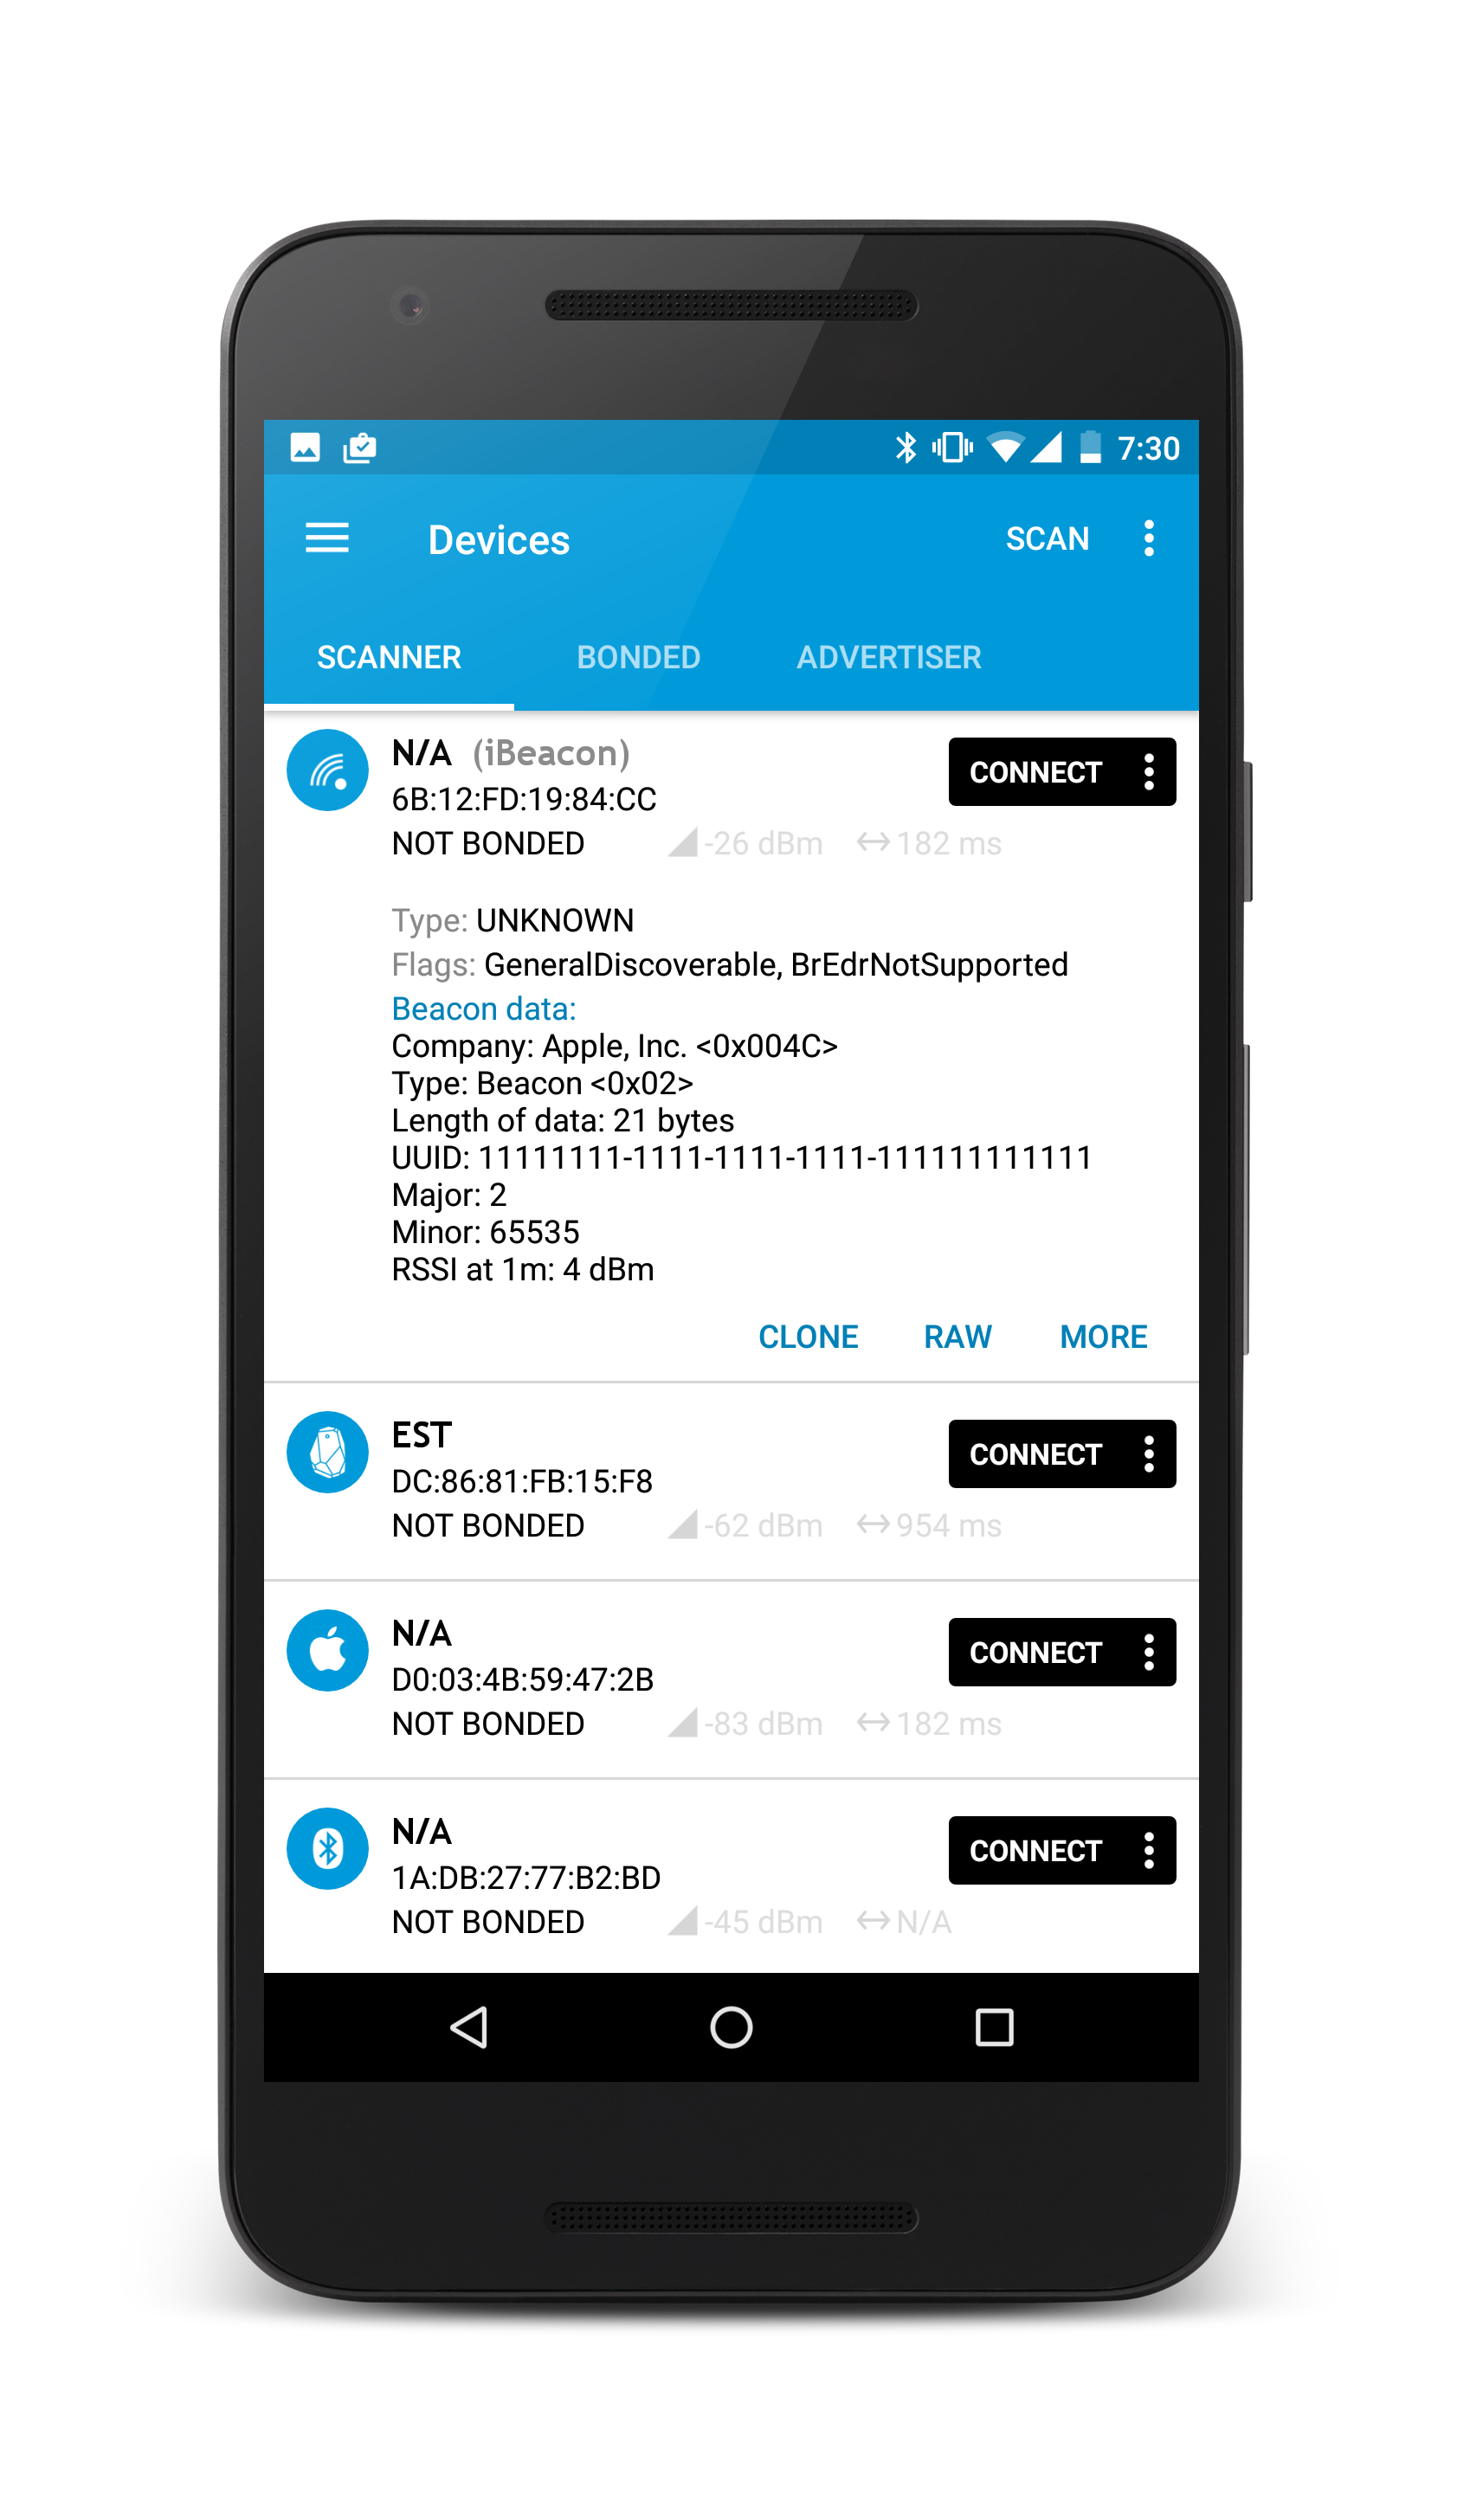 7:30
Devices SCAN
SCANNER BONDED ADVERTISER
N/A (iBeacon) CONNECT
6B:12:FD:19:84:CC
NOT BONDED -26 dBm 182 ms
Type: UNKNOWN
Flags: GeneralDiscoverable, BrEdrNotSupported
Beacon data:
Company: Apple, Inc. <0x004C>
Type: Beacon <0x02>
Length of data: 21 bytes
UUID: 11111111-1111-1111-1111-111111111111
Major: 2
Minor: 65535
RSSI at 1m: 4 dBm
CLONE RAW MORE
EST CONNECT
DC:86:81:FB:15:F8
NOT BONDED -62 dBm 954 ms
N/A CONNECT
D0:03:4B:59:47:2B
NOT BONDED -83 dBm 182 ms
N/A CONNECT
1A:DB:27:77:B2:BD
NOT BONDED -45 dBm N/A